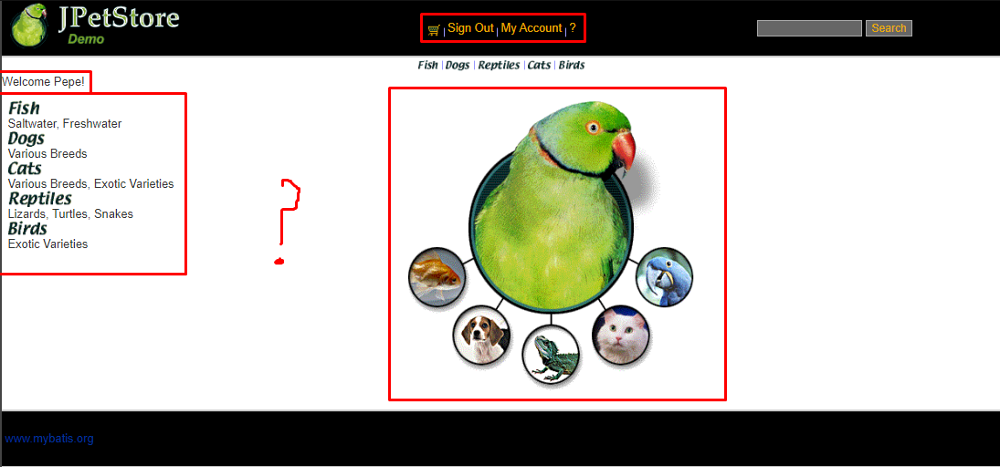 JPetStore
Demo
Sign Out | My Account | ?
Search
Fish | Dogs | Reptiles | Cats | Birds
Welcome Pepe!
Fish
Saltwater, Freshwater
Dogs
Various Breeds
Cats
Various Breeds, Exotic Varieties
Reptiles
Lizards, Turtles, Snakes
Birds
Exotic Varieties
?
www.mybatis.org